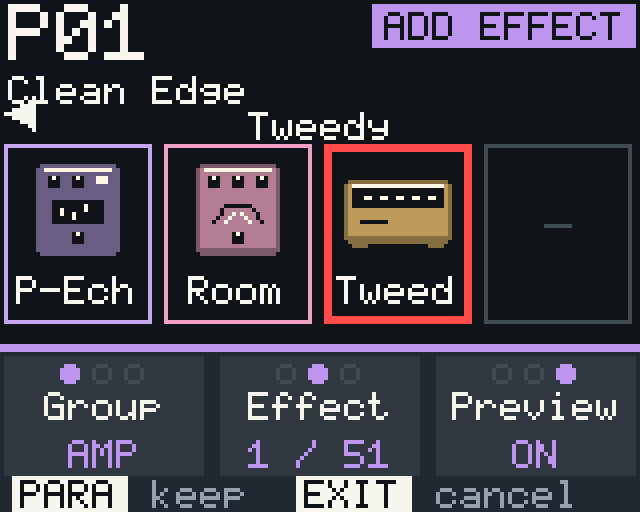 P01
ADD EFFECT
Clean Edge
Tweedy
P-Ech
Room
Tweed
—
Group
Effect
Preview
AMP
1 / 51
ON
PARA keep
EXIT cancel